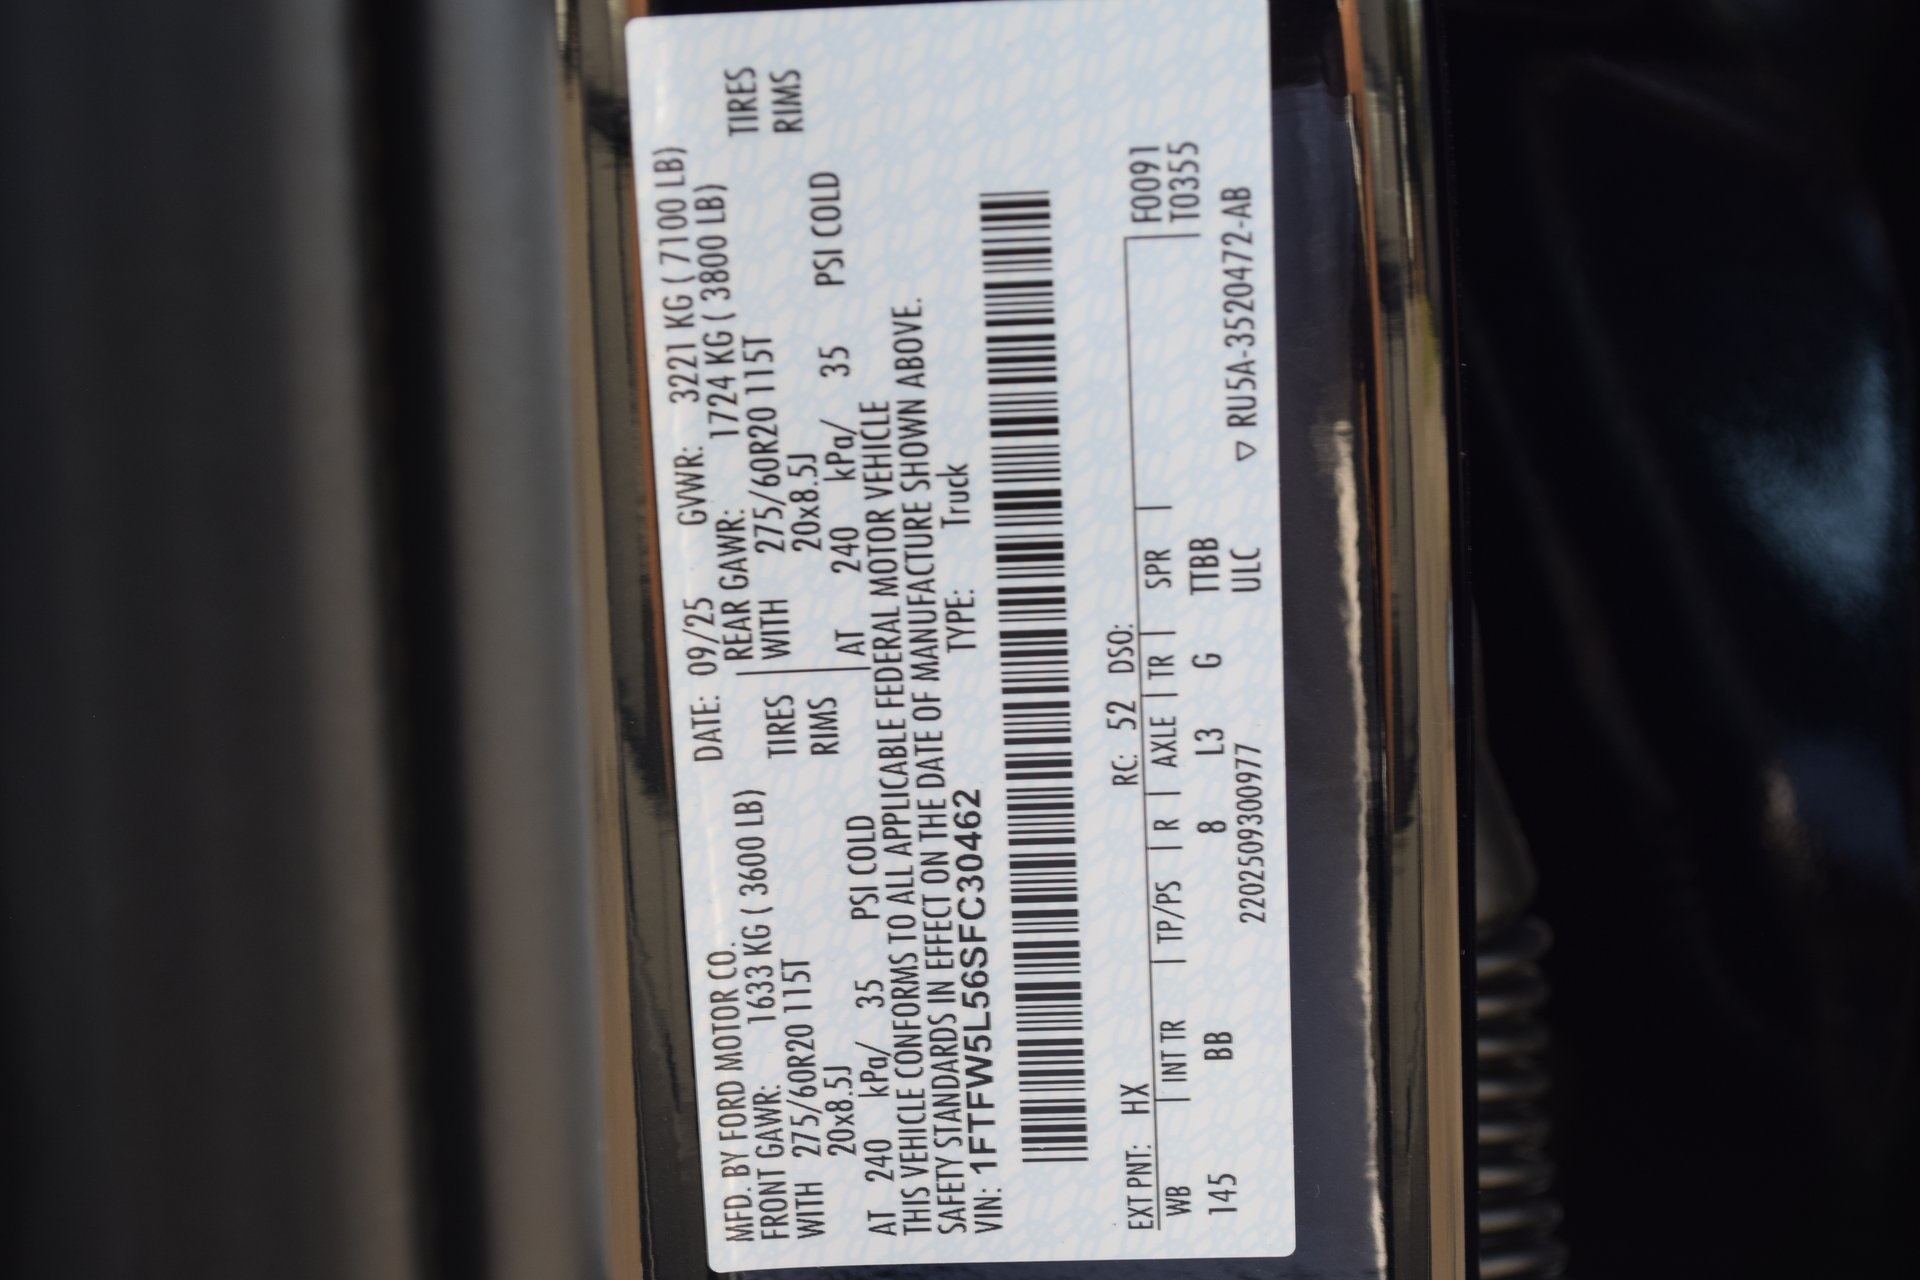 MFD. BY FORD MOTOR CO.
DATE: 09/25 GVWR: 3221 KG ( 7100 LB)
FRONT GAWR: 1633 KG ( 3600 LB) REAR GAWR: 1724 KG ( 3800 LB)
WITH 275/60R20 115T TIRES WITH 275/60R20 115T TIRES
20x8.5J RIMS 20x8.5J RIMS
AT 240 kPa/ 35 PSI COLD AT 240 kPa/ 35 PSI COLD
THIS VEHICLE CONFORMS TO ALL APPLICABLE FEDERAL MOTOR VEHICLE
SAFETY STANDARDS IN EFFECT ON THE DATE OF MANUFACTURE SHOWN ABOVE.
VIN: 1FTFW5L56SFC30462 TYPE: Truck
EXT PNT: HX RC: 52 DSO: F0091
WB INT TR TP/PS R AXLE TR SPR T0355
145 BB 8 L3 G TTBB
2202509300977 ULC ▽ RU5A-3520472-AB